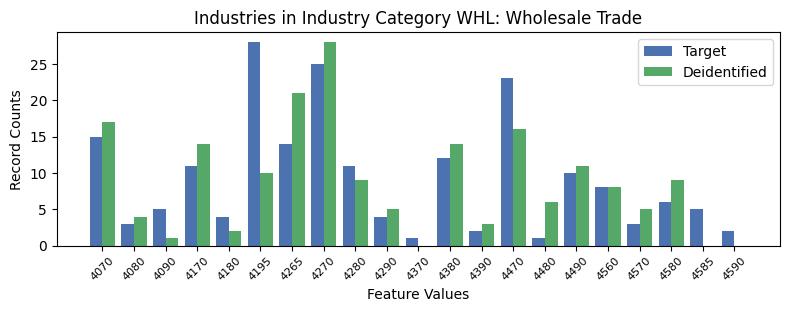 Industries in Industry Category WHL: Wholesale Trade
Target
Deidentified
Record Counts
25
20
15
10
5
0
4070 4080 4090 4170 4180 4195 4265 4270 4280 4290 4370 4380 4390 4470 4480 4490 4560 4570 4580 4585 4590
Feature Values